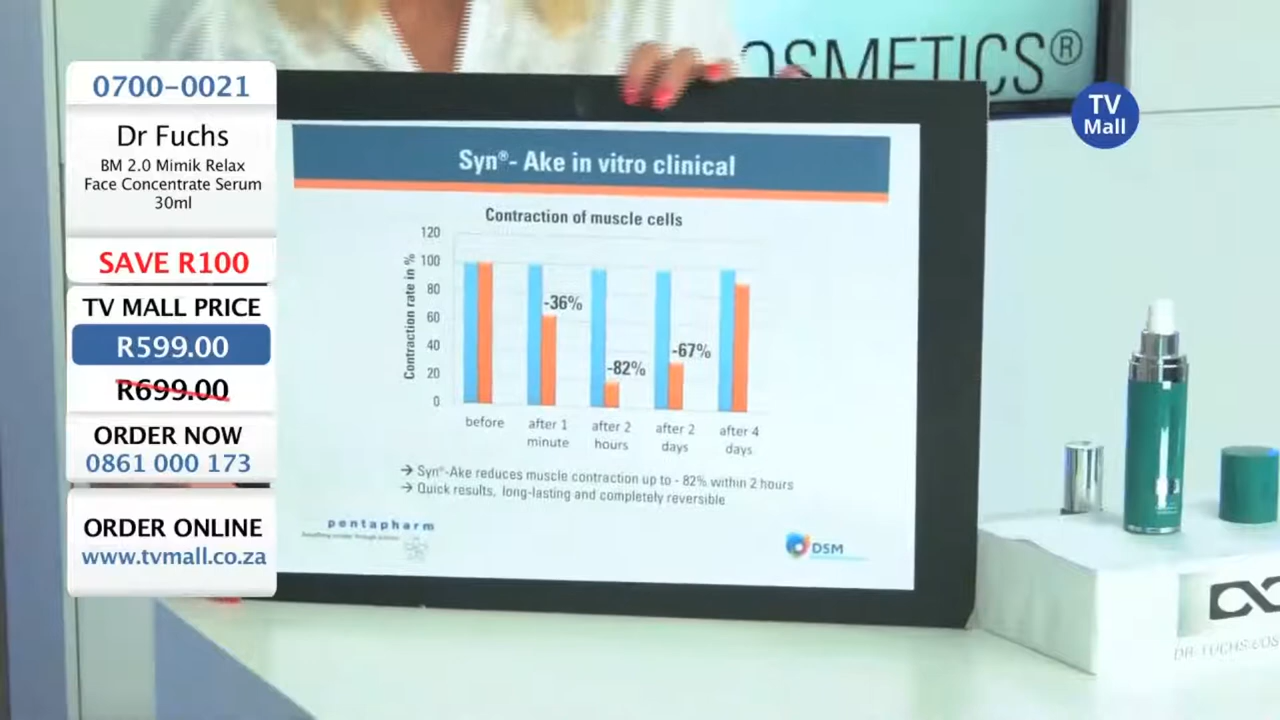 0700-0021
Dr Fuchs
BM 2.0 Mimik Relax
Face Concentrate Serum
30ml
SAVE R100
TV MALL PRICE
R599.00
R699.00
ORDER NOW
0861 000 173
ORDER ONLINE
www.tvmall.co.za
OSMETICS®
TV
Mall
Syn®- Ake in vitro clinical
Contraction of muscle cells
Contraction rate in %
120
100
80
60
40
20
0
-36%
-82%
-67%
before
after 1
minute
after 2
hours
after 2
days
after 4
days
→ Syn®-Ake reduces muscle contraction up to - 82% within 2 hours
→ Quick results, long-lasting and completely reversible
pentapharm
DSM
DR. FUCHS-COS